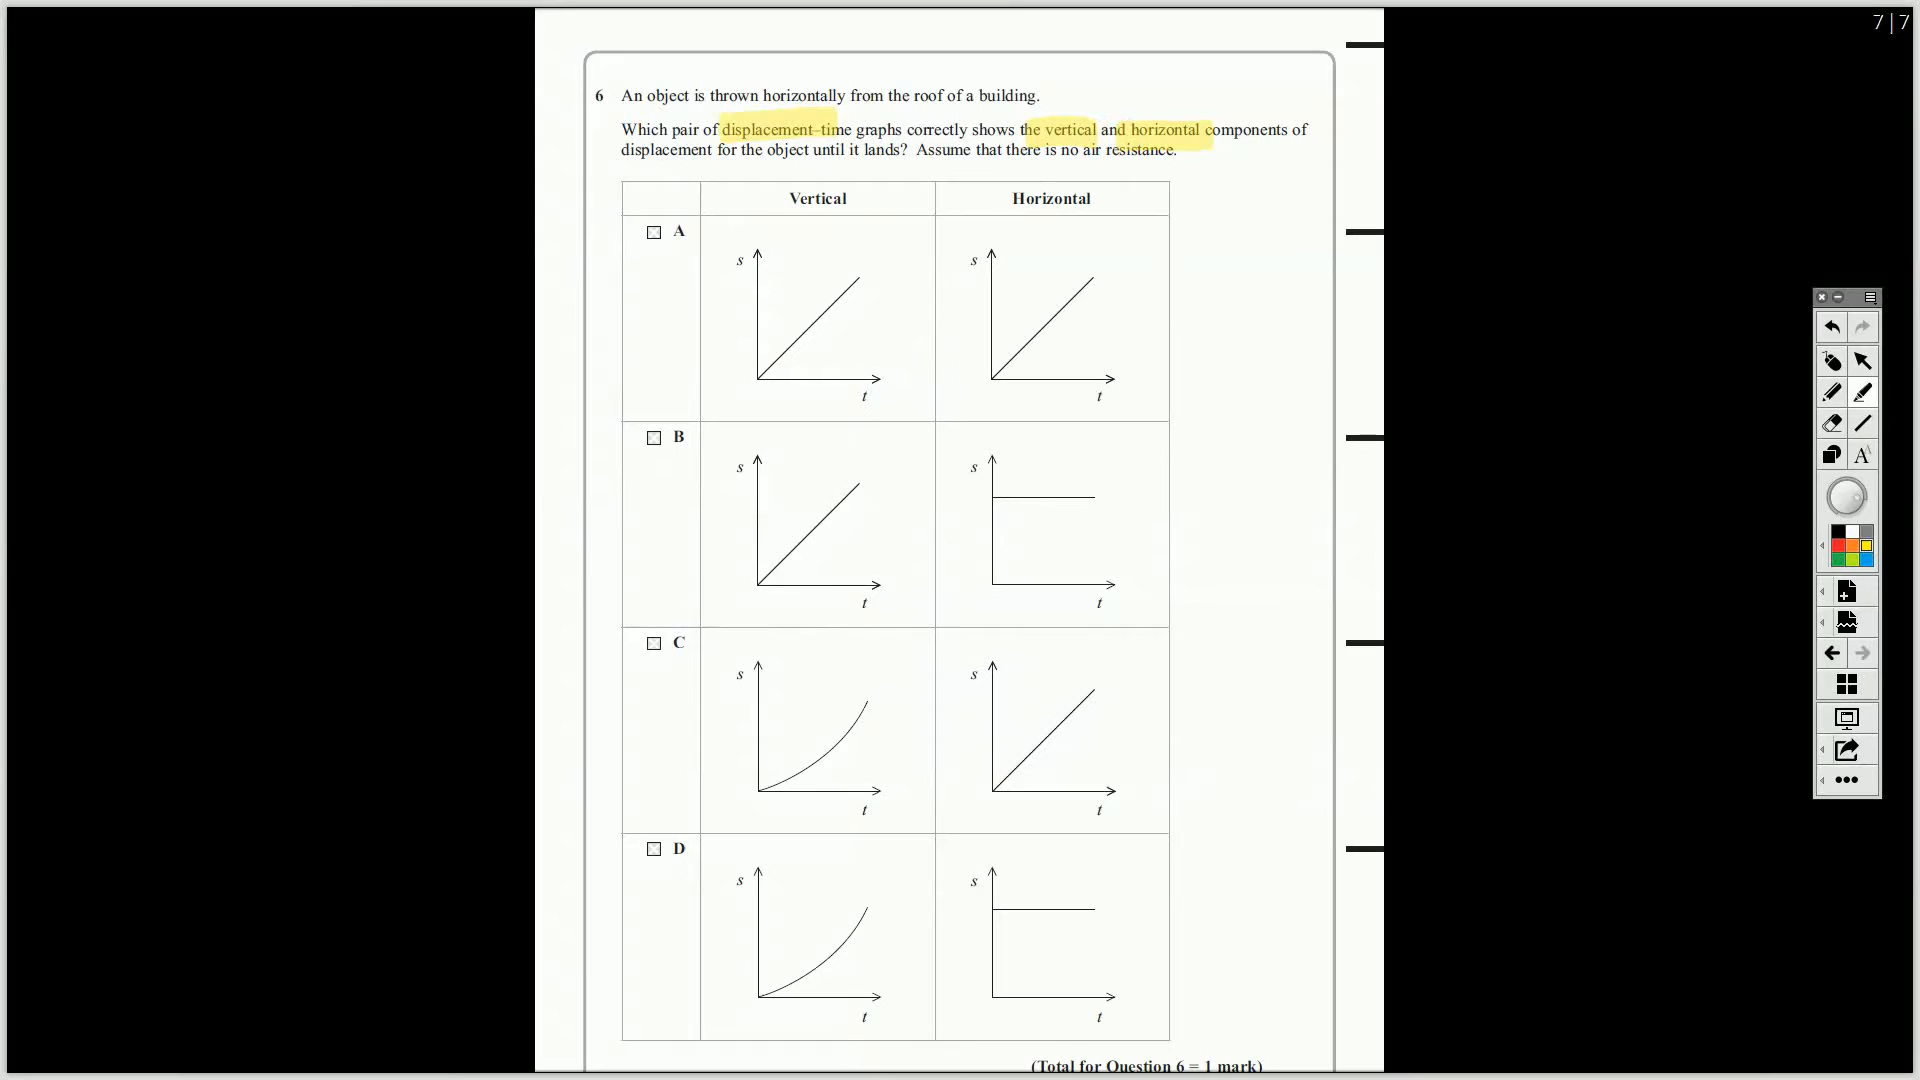 7|7
6 An object is thrown horizontally from the roof of a building.
Which pair of displacement–time graphs correctly shows the vertical and horizontal components of
displacement for the object until it lands? Assume that there is no air resistance.
Vertical Horizontal
A
s s
t t
B
s s
t t
C
s s
t t
D
s s
t t
(Total for Question 6 = 1 mark)
A